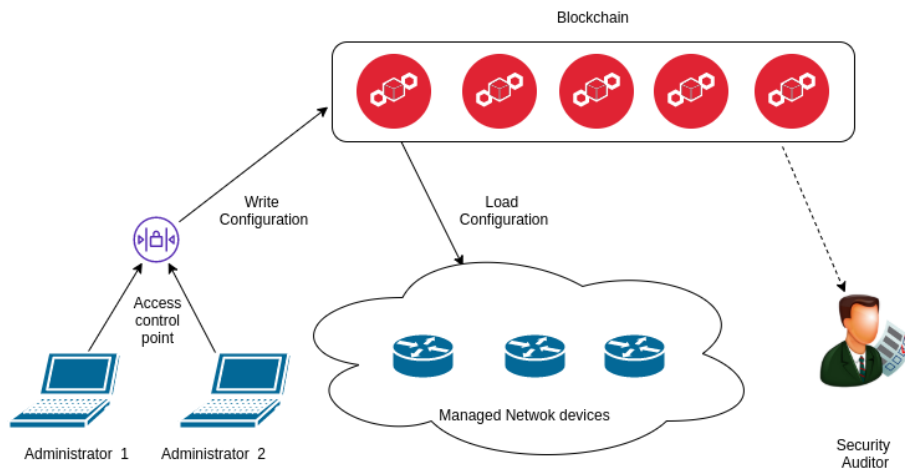 Blockchain
Write
Configuration
Load
Configuration
Access
control
point
Managed Netwok devices
Administrator 1
Administrator 2
Security
Auditor